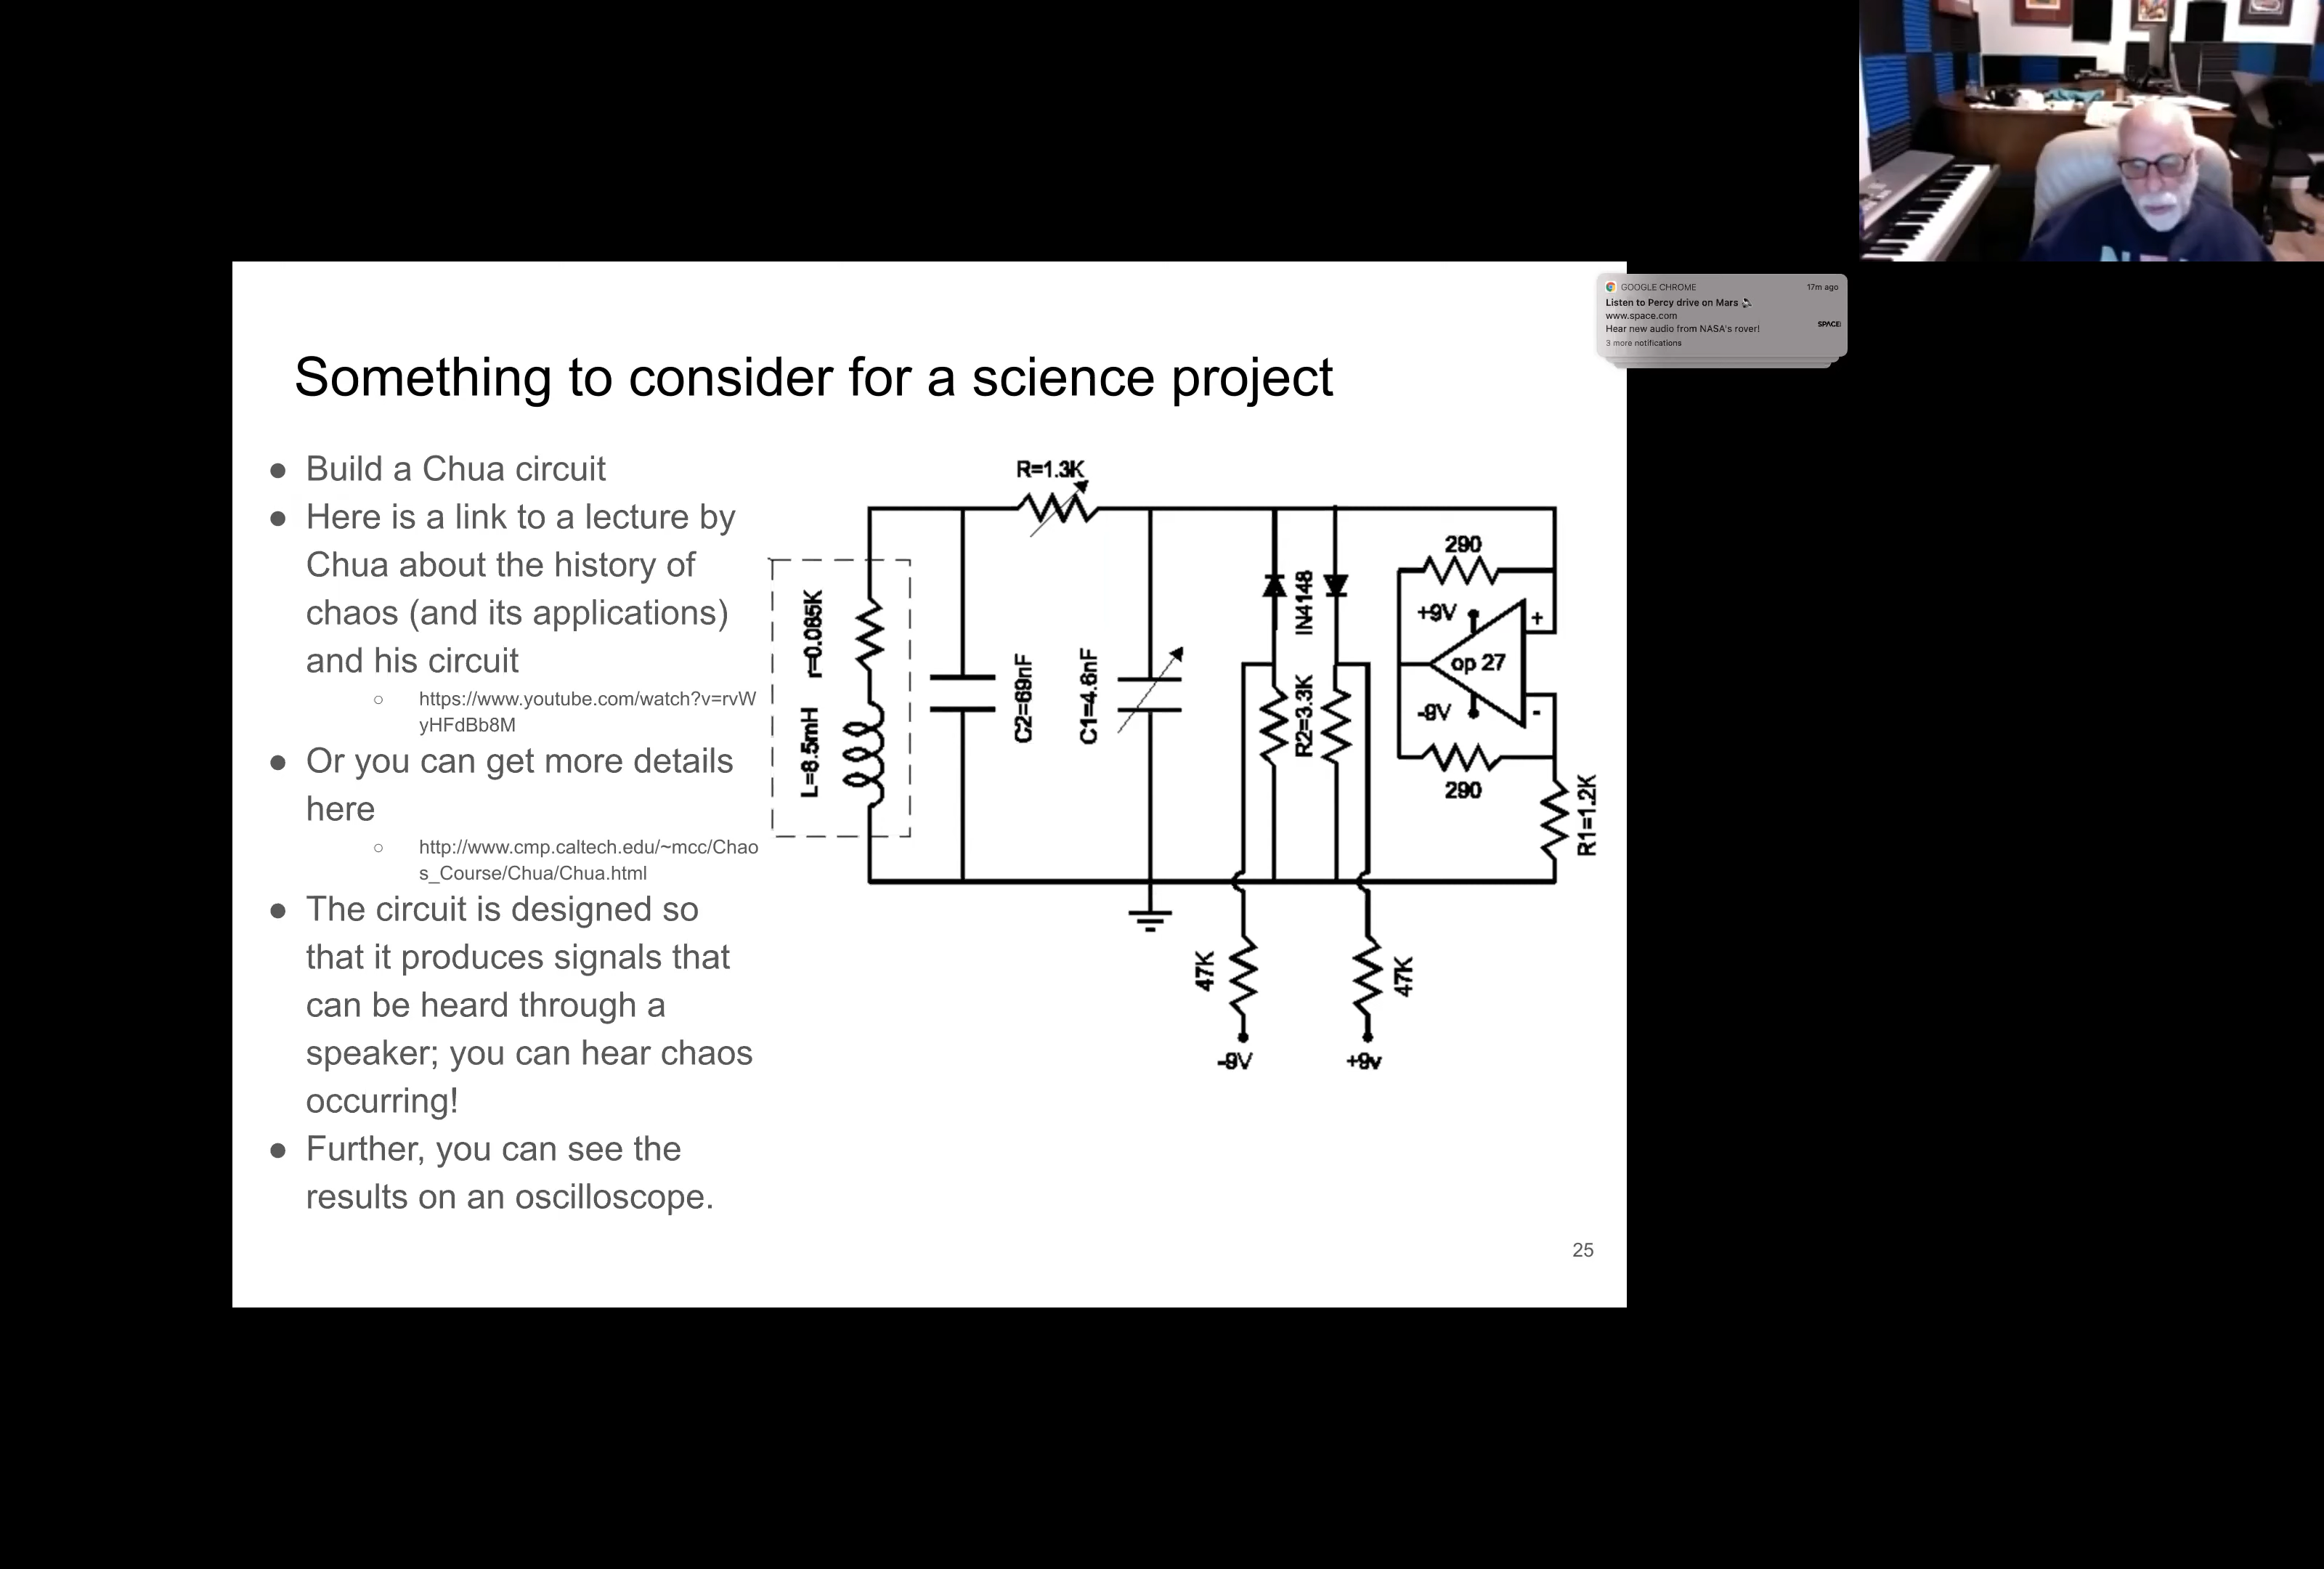 GOOGLE CHROME 17m ago
Listen to Percy drive on Mars 🔊
www.space.com
Hear new audio from NASA's rover!
3 more notifications
SPACE
Something to consider for a science project
● Build a Chua circuit
● Here is a link to a lecture by
Chua about the history of
chaos (and its applications)
and his circuit
○ https://www.youtube.com/watch?v=rvW
yHFdBb8M
● Or you can get more details
here
○ http://www.cmp.caltech.edu/~mcc/Chao
s_Course/Chua/Chua.html
● The circuit is designed so
that it produces signals that
can be heard through a
speaker; you can hear chaos
occurring!
● Further, you can see the
results on an oscilloscope.
R=1.3K
L=8.5mH r=0.085K
C2=69nF
C1=4.6nF
IN4148
R2=3.3K
290
+9V
+
op 27
-9V
-
290
R1=1.2K
47K
47K
-9V
+9v
25